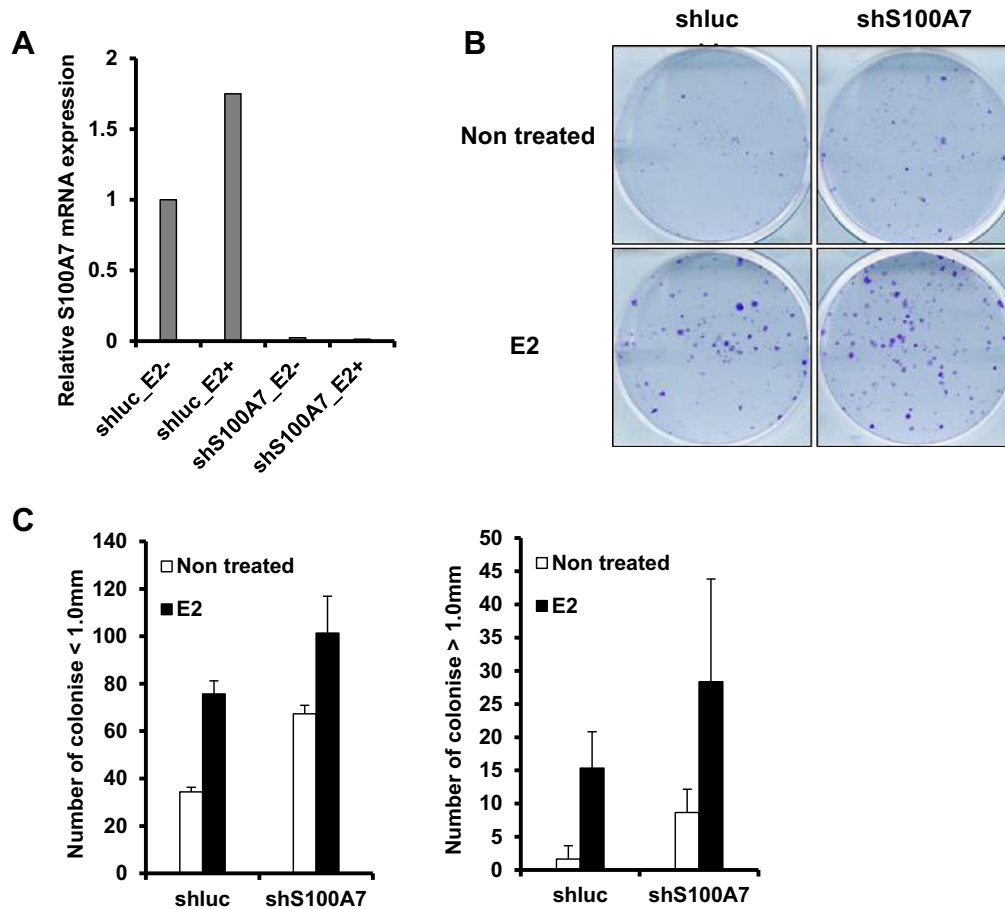 A
Relative S100A7 mRNA expression
2
1.5
1
0.5
0
shluc_E2-
shluc_E2+
shS100A7_E2-
shS100A7_E2+
B
shluc
shS100A7
Non treated
E2
C
Number of colonise < 1.0mm
140
120
100
80
60
40
20
0
Non treated
E2
shluc
shS100A7
Number of colonise > 1.0mm
50
45
40
35
30
25
20
15
10
5
0
Non treated
E2
shluc
shS100A7